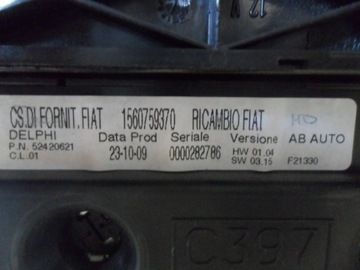 CS.DI FORNIT. FIAT 1560759370 RICAMBIO FIAT HO
DELPHI Data Prod Seriale Versione AB AUTO
P.N. 52420621 23-10-09 0000282786 HW 01.04
C.L.01 SW 03.15 F21330
C397